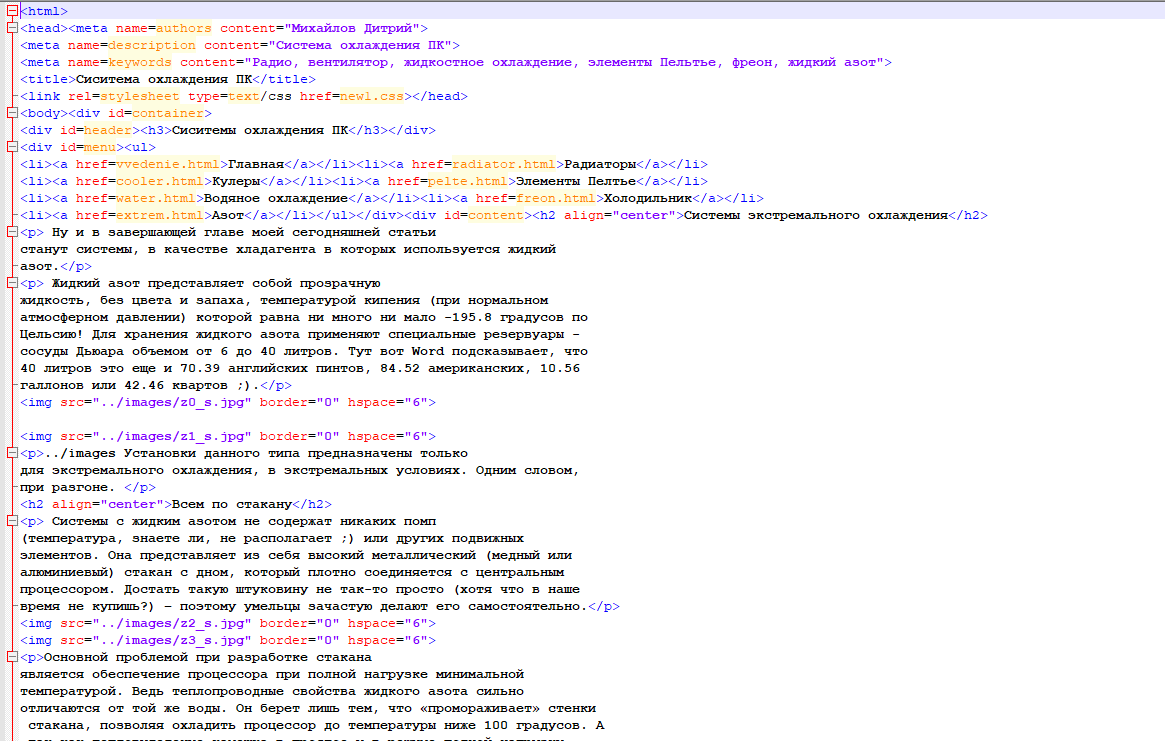 <html>
<head><meta name=authors content="Михайлов Дитрий">
<meta name=description content="Система охлаждения ПК">
<meta name=keywords content="Радио, вентилятор, жидкостное охлаждение, элементы Пельтье, фреон, жидкий азот">
<title>Сиситема охлаждения ПК</title>
<link rel=stylesheet type=text/css href=new1.css></head>
<body><div id=container>
<div id=header><h3>Сиситемы охлаждения ПК</h3></div>
<div id=menu><ul>
<li><a href=vvedenie.html>Главная</a></li><li><a href=radiator.html>Радиаторы</a></li>
<li><a href=cooler.html>Кулеры</a></li><li><a href=pelte.html>Элементы Пелтье</a></li>
<li><a href=water.html>Водяное охлаждение</a></li><li><a href=freon.html>Холодильник</a></li>
<li><a href=extrem.html>Азот</a></li></ul></div><div id=content><h2 align="center">Системы экстремального охлаждения</h2>
<p> Ну и в завершающей главе моей сегодняшней статьи
станут системы, в качестве хладагента в которых используется жидкий
азот.</p>
<p> Жидкий азот представляет собой прозрачную
жидкость, без цвета и запаха, температурой кипения (при нормальном
атмосферном давлении) которой равна ни много ни мало -195.8 градусов по
Цельсию! Для хранения жидкого азота применяют специальные резервуары –
сосуды Дьюара объемом от 6 до 40 литров. Тут вот Word подсказывает, что
40 литров это еще и 70.39 английских пинтов, 84.52 американских, 10.56
галлонов или 42.46 квартов ;).</p>
<img src="../images/z0_s.jpg" border="0" hspace="6">
<img src="../images/z1_s.jpg" border="0" hspace="6">
<p>../images Установки данного типа предназначены только
для экстремального охлаждения, в экстремальных условиях. Одним словом,
при разгоне. </p>
<h2 align="center">Всем по стакану</h2>
<p> Системы с жидким азотом не содержат никаких помп
(температура, знаете ли, не располагает ;) или других подвижных
элементов. Она представляет из себя высокий металлический (медный или
алюминиевый) стакан с дном, который плотно соединяется с центральным
процессором. Достать такую штуковину не так-то просто (хотя что в наше
время не купишь?) – поэтому умельцы зачастую делают его самостоятельно.</p>
<img src="../images/z2_s.jpg" border="0" hspace="6">
<img src="../images/z3_s.jpg" border="0" hspace="6">
<p>Основной проблемой при разработке стакана
является обеспечение процессора при полной нагрузке минимальной
температурой. Ведь теплопроводные свойства жидкого азота сильно
отличаются от той же воды. Он берет лишь тем, что «промораживает» стенки
стакана, позволяя охладить процессор до температуры ниже 100 градусов. А